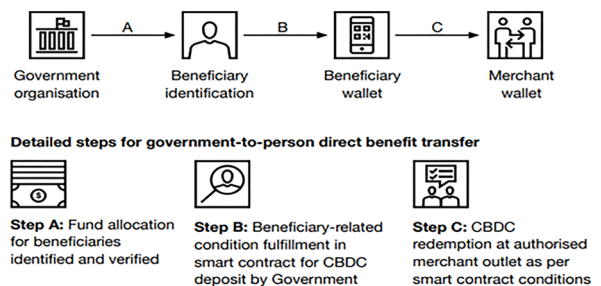 A
B
C
Government organisation
Beneficiary identification
Beneficiary wallet
Merchant wallet
Detailed steps for government-to-person direct benefit transfer
Step A: Fund allocation
for beneficiaries
identified and verified
Step B: Beneficiary-related
condition fulfillment in
smart contract for CBDC
deposit by Government
Step C: CBDC
redemption at authorised
merchant outlet as per
smart contract conditions